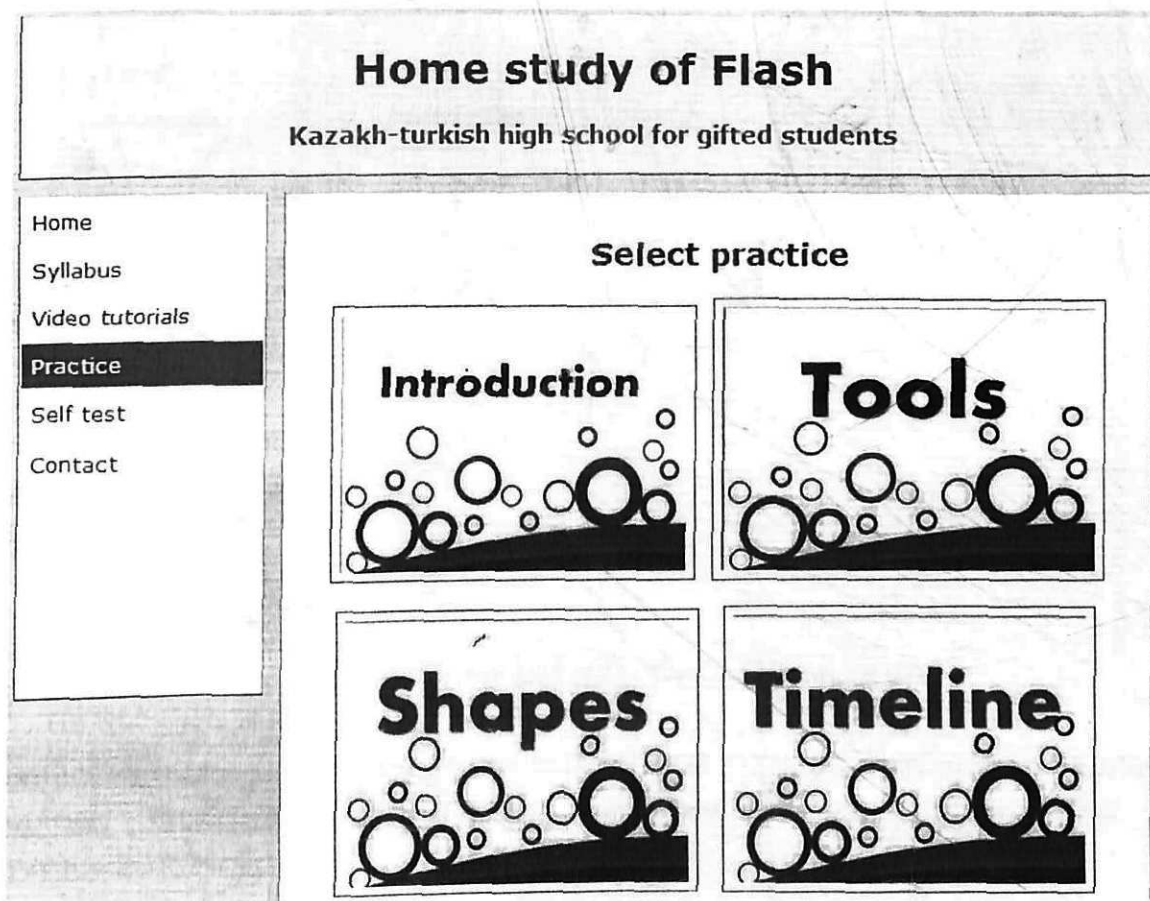 Home study of Flash
Kazakh-turkish high school for gifted students
Home
Syllabus
Video tutorials
Practice
Self test
Contact
Select practice
Introduction
Tools
Shapes
Timeline